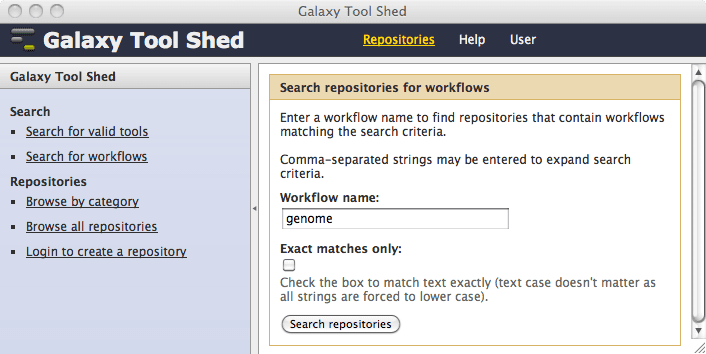 Galaxy Tool Shed
Galaxy Tool Shed
Repositories Help User
Galaxy Tool Shed
Search
Search for valid tools
Search for workflows
Repositories
Browse by category
Browse all repositories
Login to create a repository
Search repositories for workflows
Enter a workflow name to find repositories that contain workflows
matching the search criteria.
Comma-separated strings may be entered to expand search
criteria.
Workflow name:
genome
Exact matches only:
Check the box to match text exactly (text case doesn't matter as
all strings are forced to lower case).
Search repositories